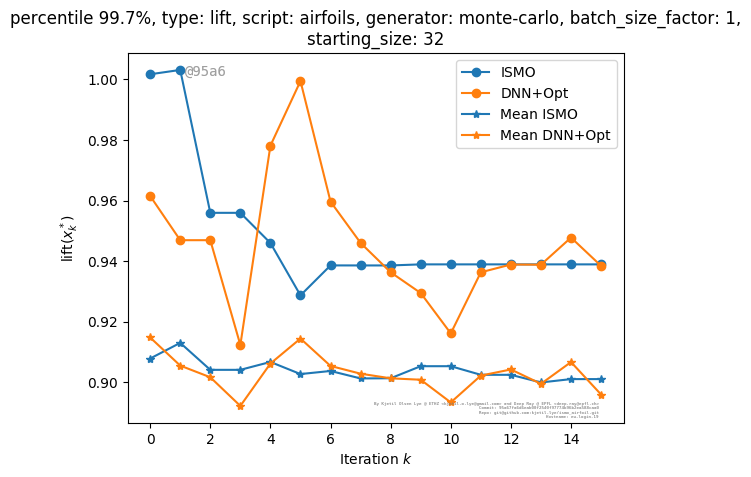 percentile 99.7%, type: lift, script: airfoils, generator: monte-carlo, batch_size_factor: 1,
starting_size: 32
@95a6
ISMO
DNN+Opt
Mean ISMO
Mean DNN+Opt
1.00
0.98
0.96
0.94
0.92
0.90
lift(x*k)
0 2 4 6 8 10 12 14
Iteration k